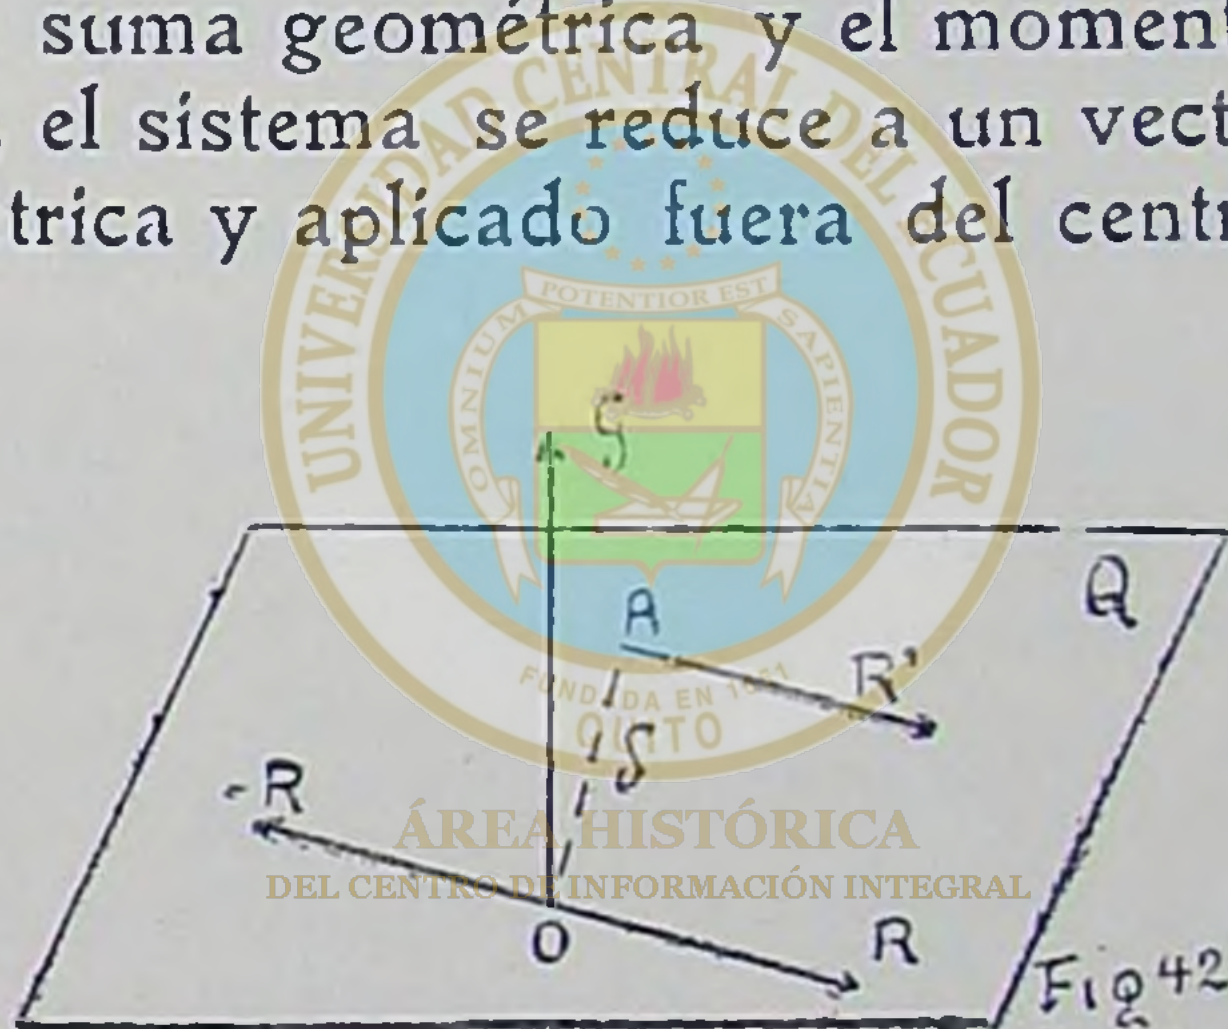 suma geométrica y el moment
el sistema se reduce a un vect
trica y aplicado fuera del centr
UNIVERSIDAD CENTRAL DEL ECUADOR
OMNIUM POTENTIOR EST SAPIENTIA
G
Q
A
R'
FUNDADA EN 1651
QUITO
S
-R
ÁREA HISTÓRICA
DEL CENTRO DE INFORMACIÓN INTEGRAL
O
R
Fig 42